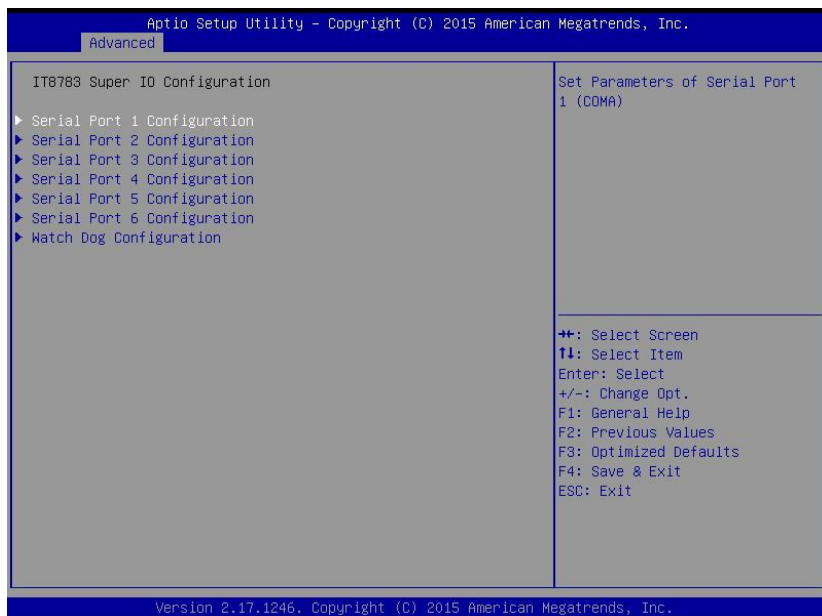 Aptio Setup Utility – Copyright (C) 2015 American Megatrends, Inc.
Advanced
IT8783 Super IO Configuration
Serial Port 1 Configuration
Serial Port 2 Configuration
Serial Port 3 Configuration
Serial Port 4 Configuration
Serial Port 5 Configuration
Serial Port 6 Configuration
Watch Dog Configuration
Set Parameters of Serial Port
1 (COMA)
→←: Select Screen
↑↓: Select Item
Enter: Select
+/-: Change Opt.
F1: General Help
F2: Previous Values
F3: Optimized Defaults
F4: Save & Exit
ESC: Exit
Version 2.17.1246. Copyright (C) 2015 American Megatrends, Inc.